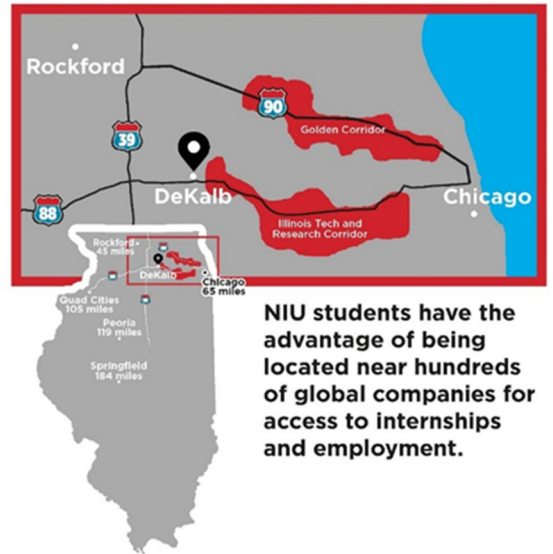 Rockford
90
Golden Corridor
39
DeKalb
Chicago
88
Illinois Tech and
Research Corridor
Rockford
45 miles
DeKalb
Chicago
65 miles
Quad Cities
105 miles
Peoria
119 miles
Springfield
184 miles
NIU students have the
advantage of being
located near hundreds
of global companies for
access to internships
and employment.